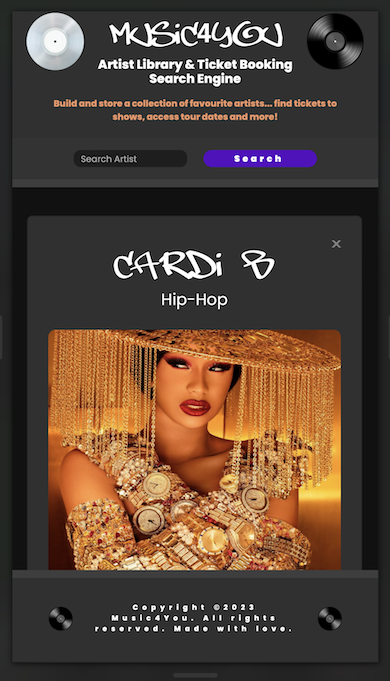 MUSiC4YOU
Artist Library & Ticket Booking
Search Engine
Build and store a collection of favourite artists... find tickets to
shows, access tour dates and more!
Search Artist
Search
x
CARDi B
Hip-Hop
Copyright ©2023
Music4You. All rights
reserved. Made with love.